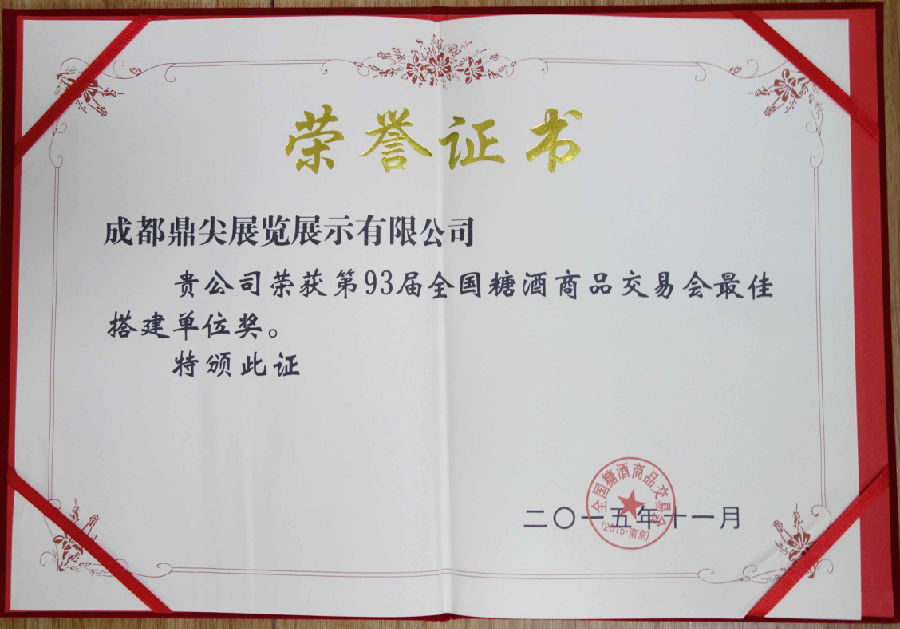 荣誉证书
成都鼎尖展览展示有限公司
贵公司荣获第93届全国糖酒商品交易会最佳
搭建单位奖。
特颁此证
全国糖酒商品交易会
(2015·南京)
二〇一五年十一月